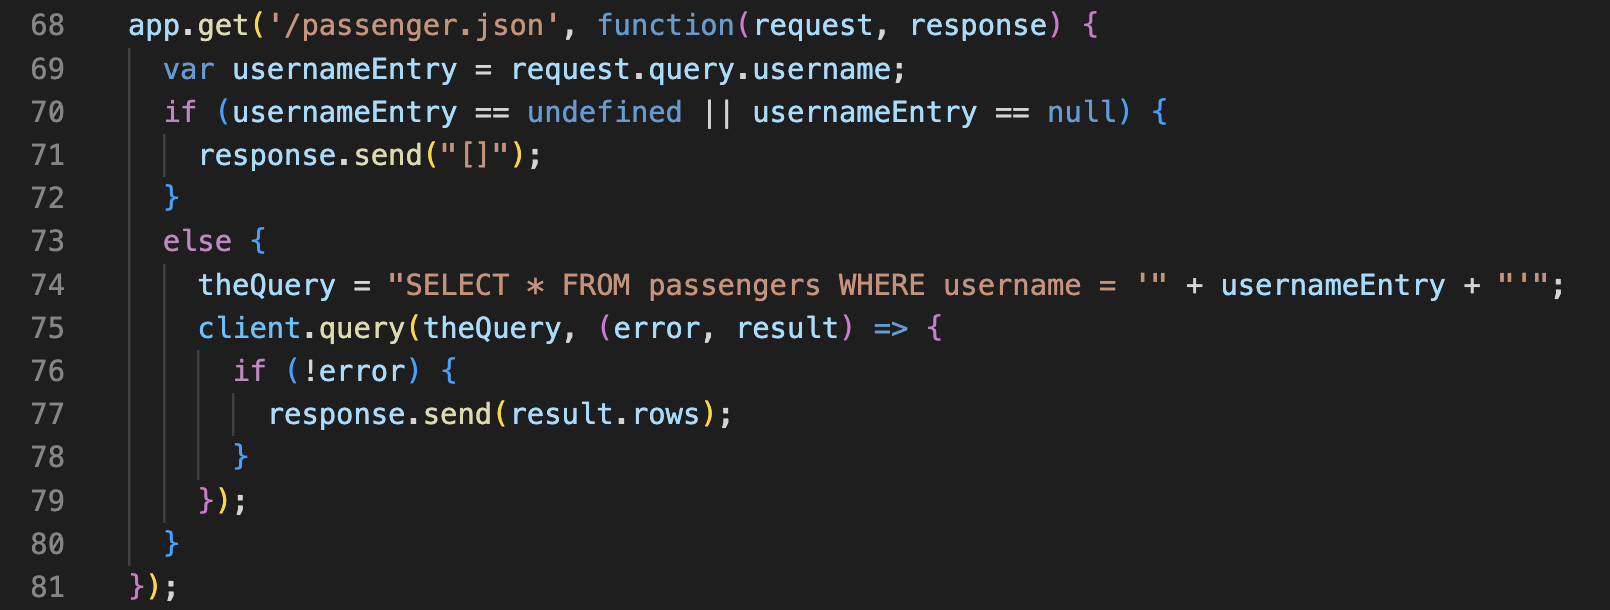 68 app.get('/passenger.json', function(request, response) {
69 var usernameEntry = request.query.username;
70 if (usernameEntry == undefined || usernameEntry == null) {
71 response.send("[]");
72 }
73 else {
74 theQuery = "SELECT * FROM passengers WHERE username = '" + usernameEntry + "'";
75 client.query(theQuery, (error, result) => {
76 if (!error) {
77 response.send(result.rows);
78 }
79 });
80 }
81 });